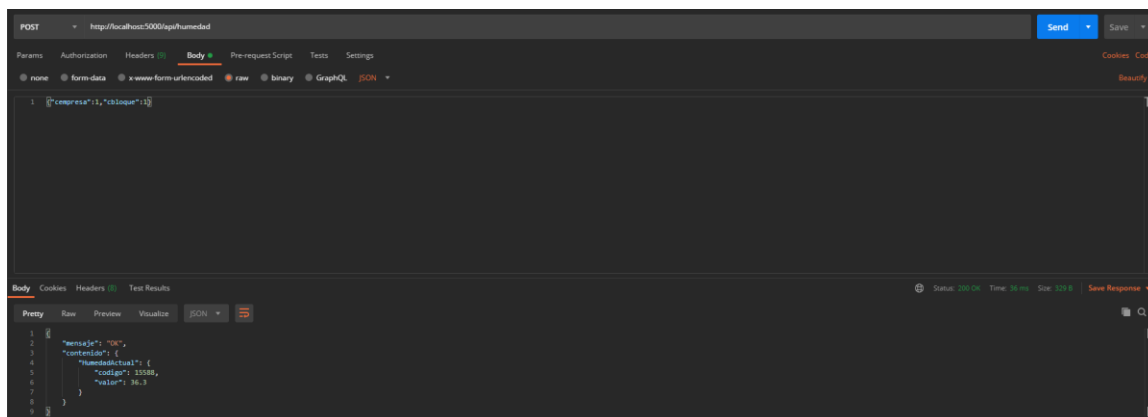 POST http://localhost:5000/api/humedad Send Save
Params Authorization Headers (9) Body Pre-request Script Tests Settings Cookies Cod
none form-data x-www-form-urlencoded raw binary GraphQL JSON Beautify
1 {"cempresa":1,"cbloque":1}
Body Cookies Headers (8) Test Results Status: 200 OK Time: 36 ms Size: 329 B Save Response
Pretty Raw Preview Visualize JSON
1 {
2 "mensaje": "OK",
3 "contenido": {
4 "HumedadActual": {
5 "codigo": 15588,
6 "valor": 36.3
7 }
8 }
9 }